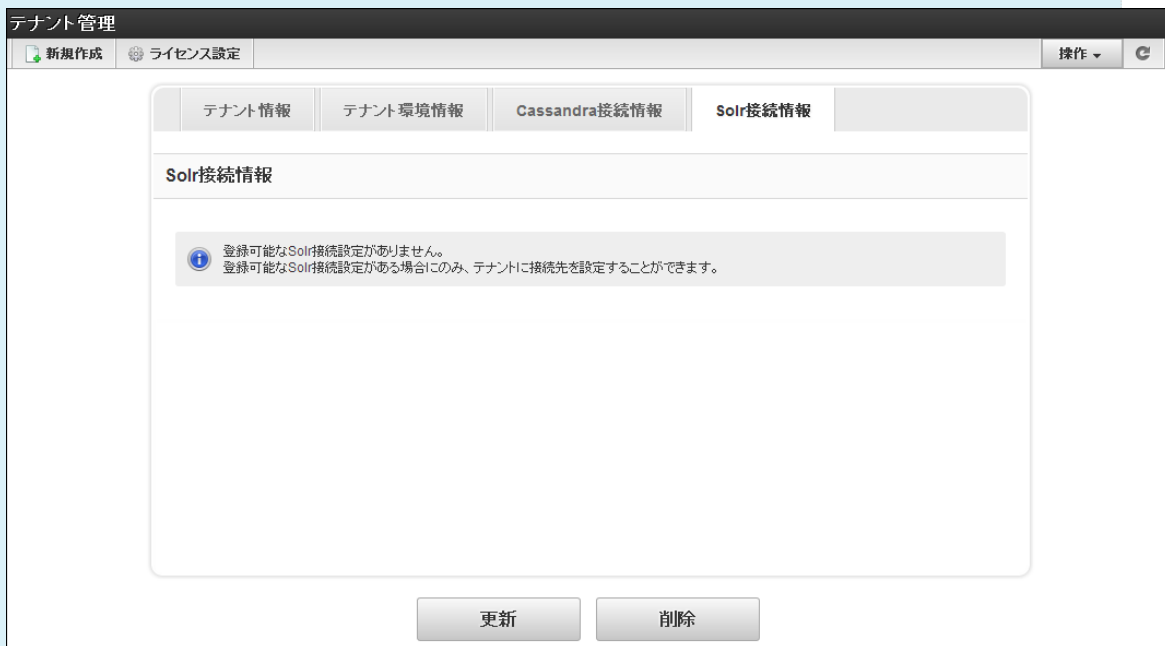 テナント管理
新規作成 ライセンス設定 操作
テナント情報 テナント環境情報 Cassandra接続情報 Solr接続情報
Solr接続情報
登録可能なSolr接続設定がありません。
登録可能なSolr接続設定がある場合にのみ、テナントに接続先を設定することができます。
更新 削除